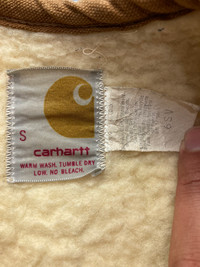 S
carhartt
WARM WASH, TUMBLE DRY
LOW. NO BLEACH.